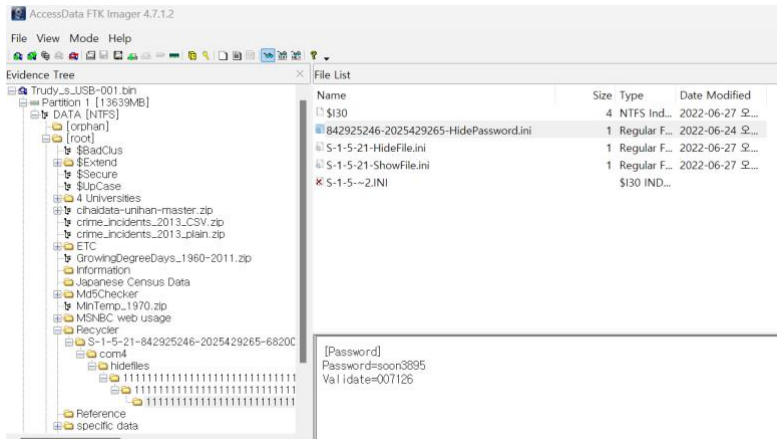 AccessData FTK Imager 4.7.1.2
File View Mode Help
Evidence Tree
Trudy_s_USB-001.bin
Partition 1 [13639MB]
DATA [NTFS]
[orphan]
[root]
$BadClus
$Extend
$Secure
$UpCase
4 Universities
cihaidata-unihan-master.zip
crime_incidents_2013_CSV.zip
crime_incidents_2013_plain.zip
ETC
GrowingDegreeDays_1960-2011.zip
Information
Japanese Census Data
Md5Checker
MinTemp_1970.zip
MSNBC web usage
Recycler
S-1-5-21-842925246-2025429265-68200
com4
hidefiles
Reference
specific data
File List
Name Size Type Date Modified
$I30 4 NTFS Ind... 2022-06-27 오...
842925246-2025429265-HidePassword.ini 1 Regular F... 2022-06-24 오...
S-1-5-21-HideFile.ini 1 Regular F... 2022-06-27 오...
S-1-5-21-ShowFile.ini 1 Regular F... 2022-06-27 오...
S-1-5-~2.INI $I30 IND...
[Password]
Password=soon3895
Validate=007126